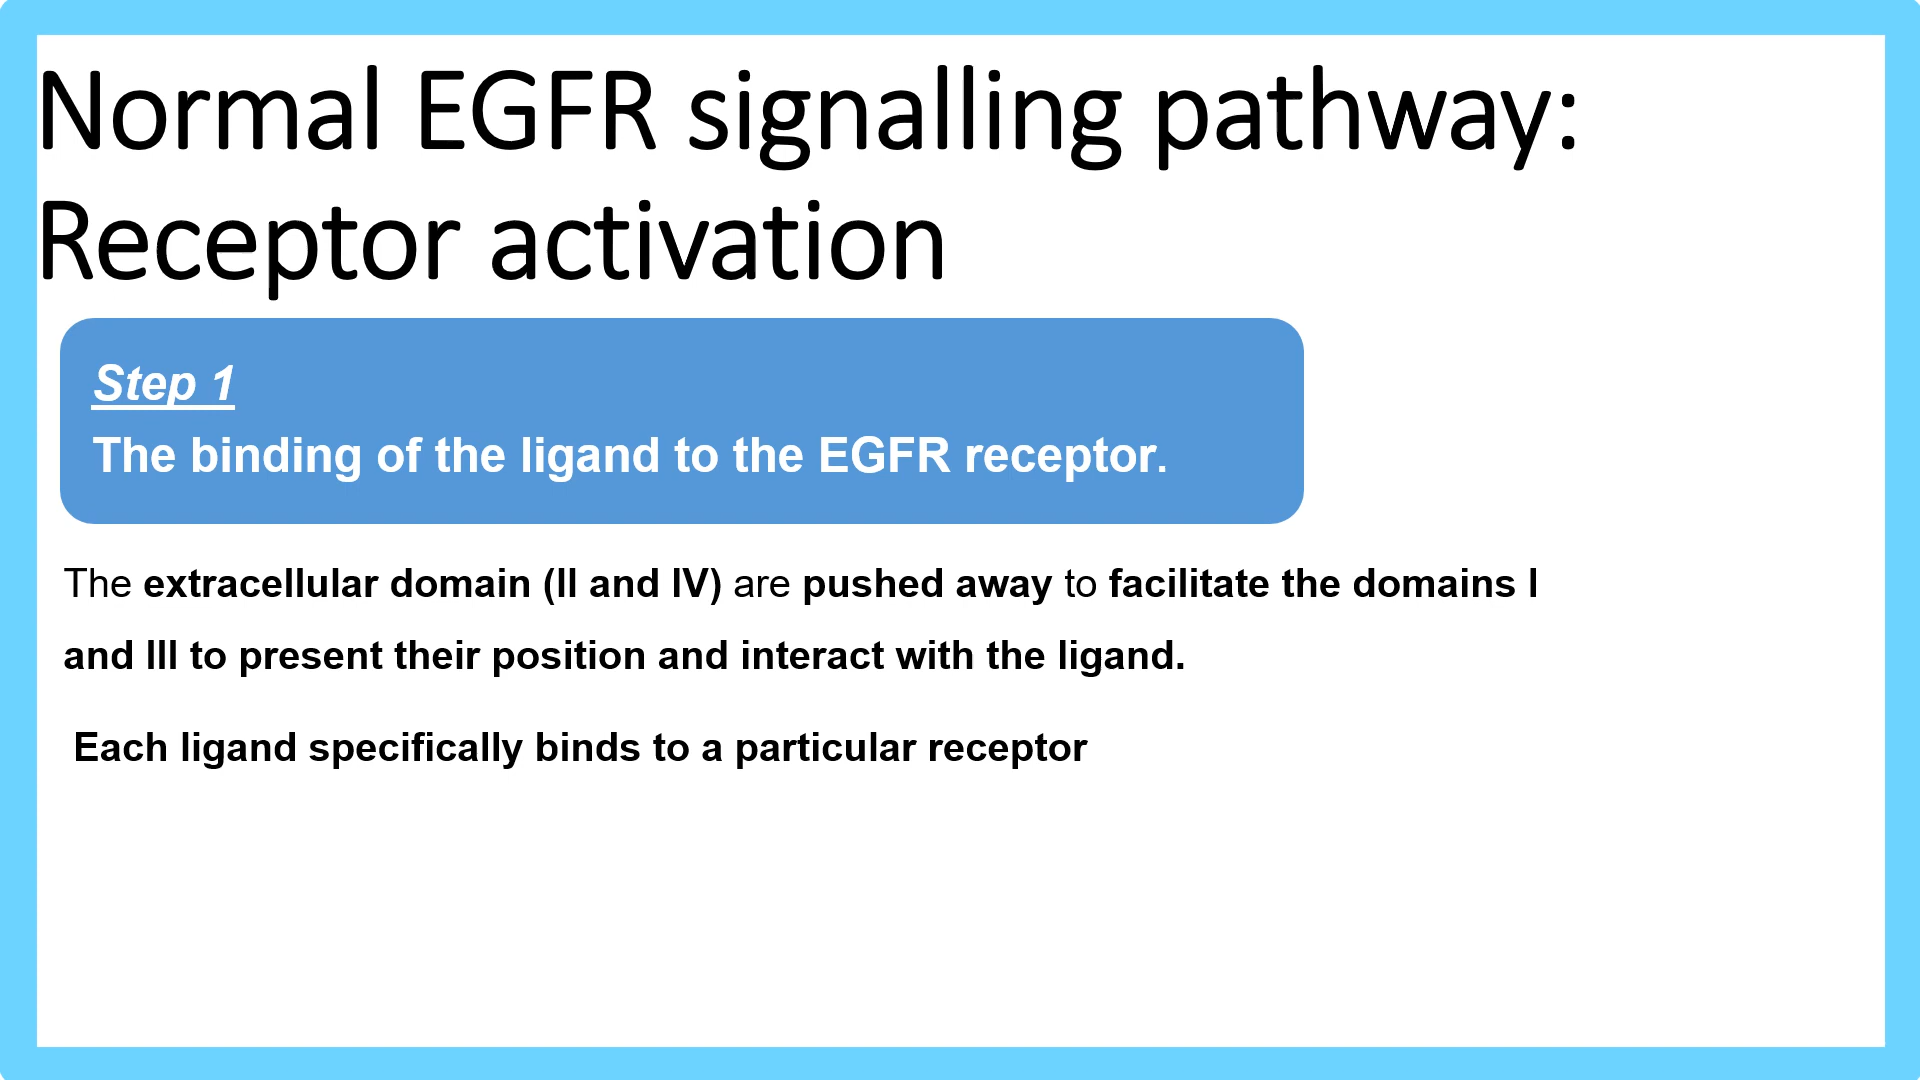 Normal EGFR signalling pathway:
Receptor activation
Step 1
The binding of the ligand to the EGFR receptor.
The extracellular domain (II and IV) are pushed away to facilitate the domains I
and III to present their position and interact with the ligand.
Each ligand specifically binds to a particular receptor